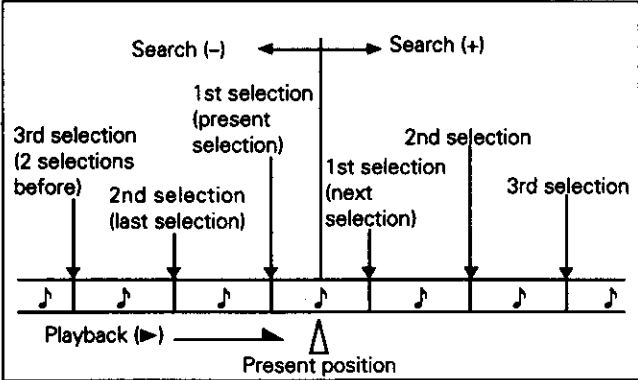 Search (–)
Search (+)
1st selection
(present
selection)
3rd selection
(2 selections
before)
2nd selection
(last selection)
1st selection
(next
selection)
2nd selection
3rd selection
Playback (►)
Present position